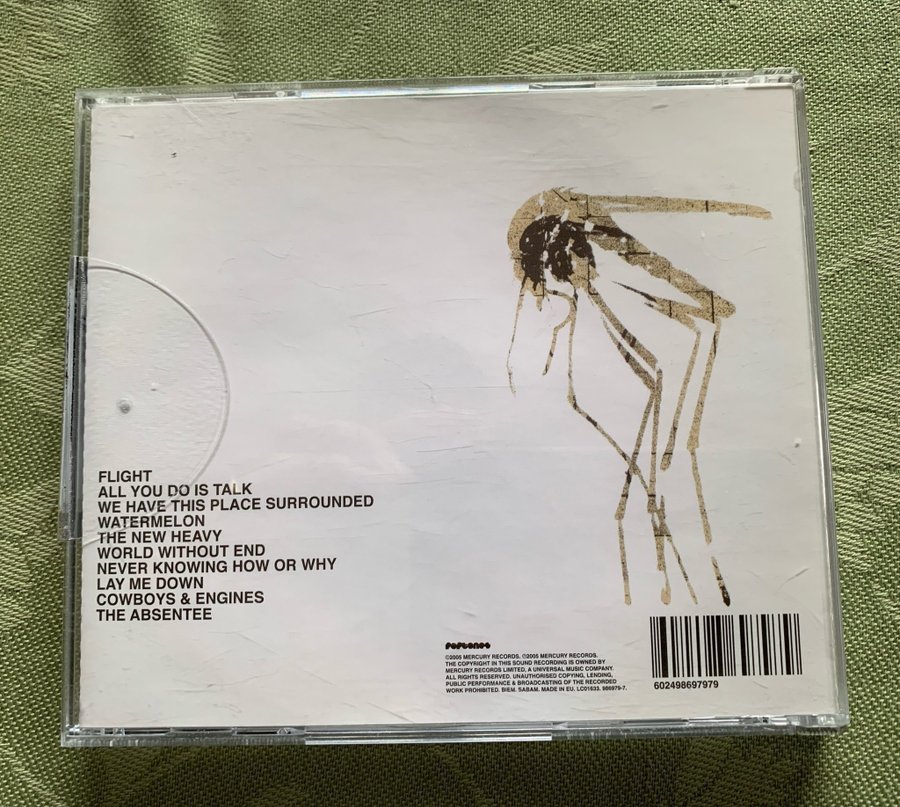 FLIGHT
ALL YOU DO IS TALK
WE HAVE THIS PLACE SURROUNDED
WATERMELON
THE NEW HEAVY
WORLD WITHOUT END
NEVER KNOWING HOW OR WHY
LAY ME DOWN
COWBOYS & ENGINES
THE ABSENTEE
©2005 MERCURY RECORDS. ℗2005 MERCURY RECORDS.
THE COPYRIGHT IN THIS SOUND RECORDING IS OWNED BY
MERCURY RECORDS LIMITED, A UNIVERSAL MUSIC COMPANY.
ALL RIGHTS RESERVED. UNAUTHORISED COPYING, LENDING,
PUBLIC PERFORMANCE & BROADCASTING OF THE RECORDED
WORK PROHIBITED. BIEM. SABAM. MADE IN EU. LC01633. 986979-7.
602498697979